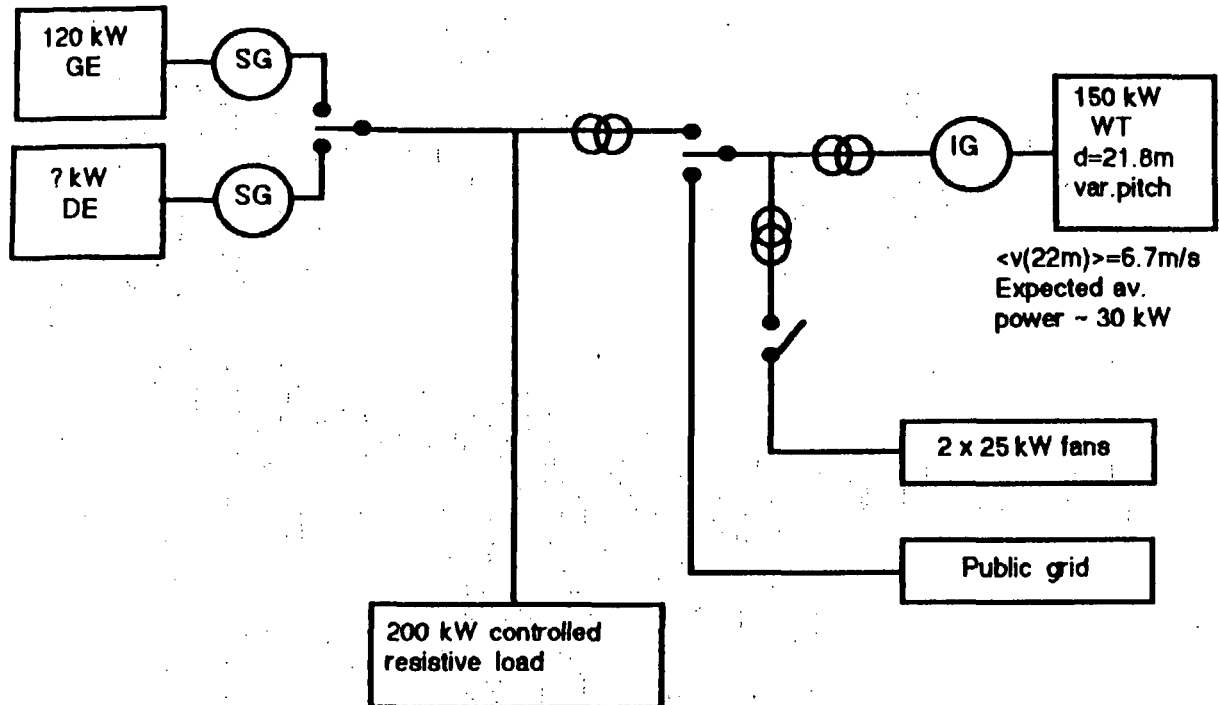 120 kW
GE
SG
? kW
DE
SG
IG
150 kW
WT
d=21.8m
var.pitch
<v(22m)>=6.7m/s
Expected av.
power ~ 30 kW
2 x 25 kW fans
Public grid
200 kW controlled
resistive load